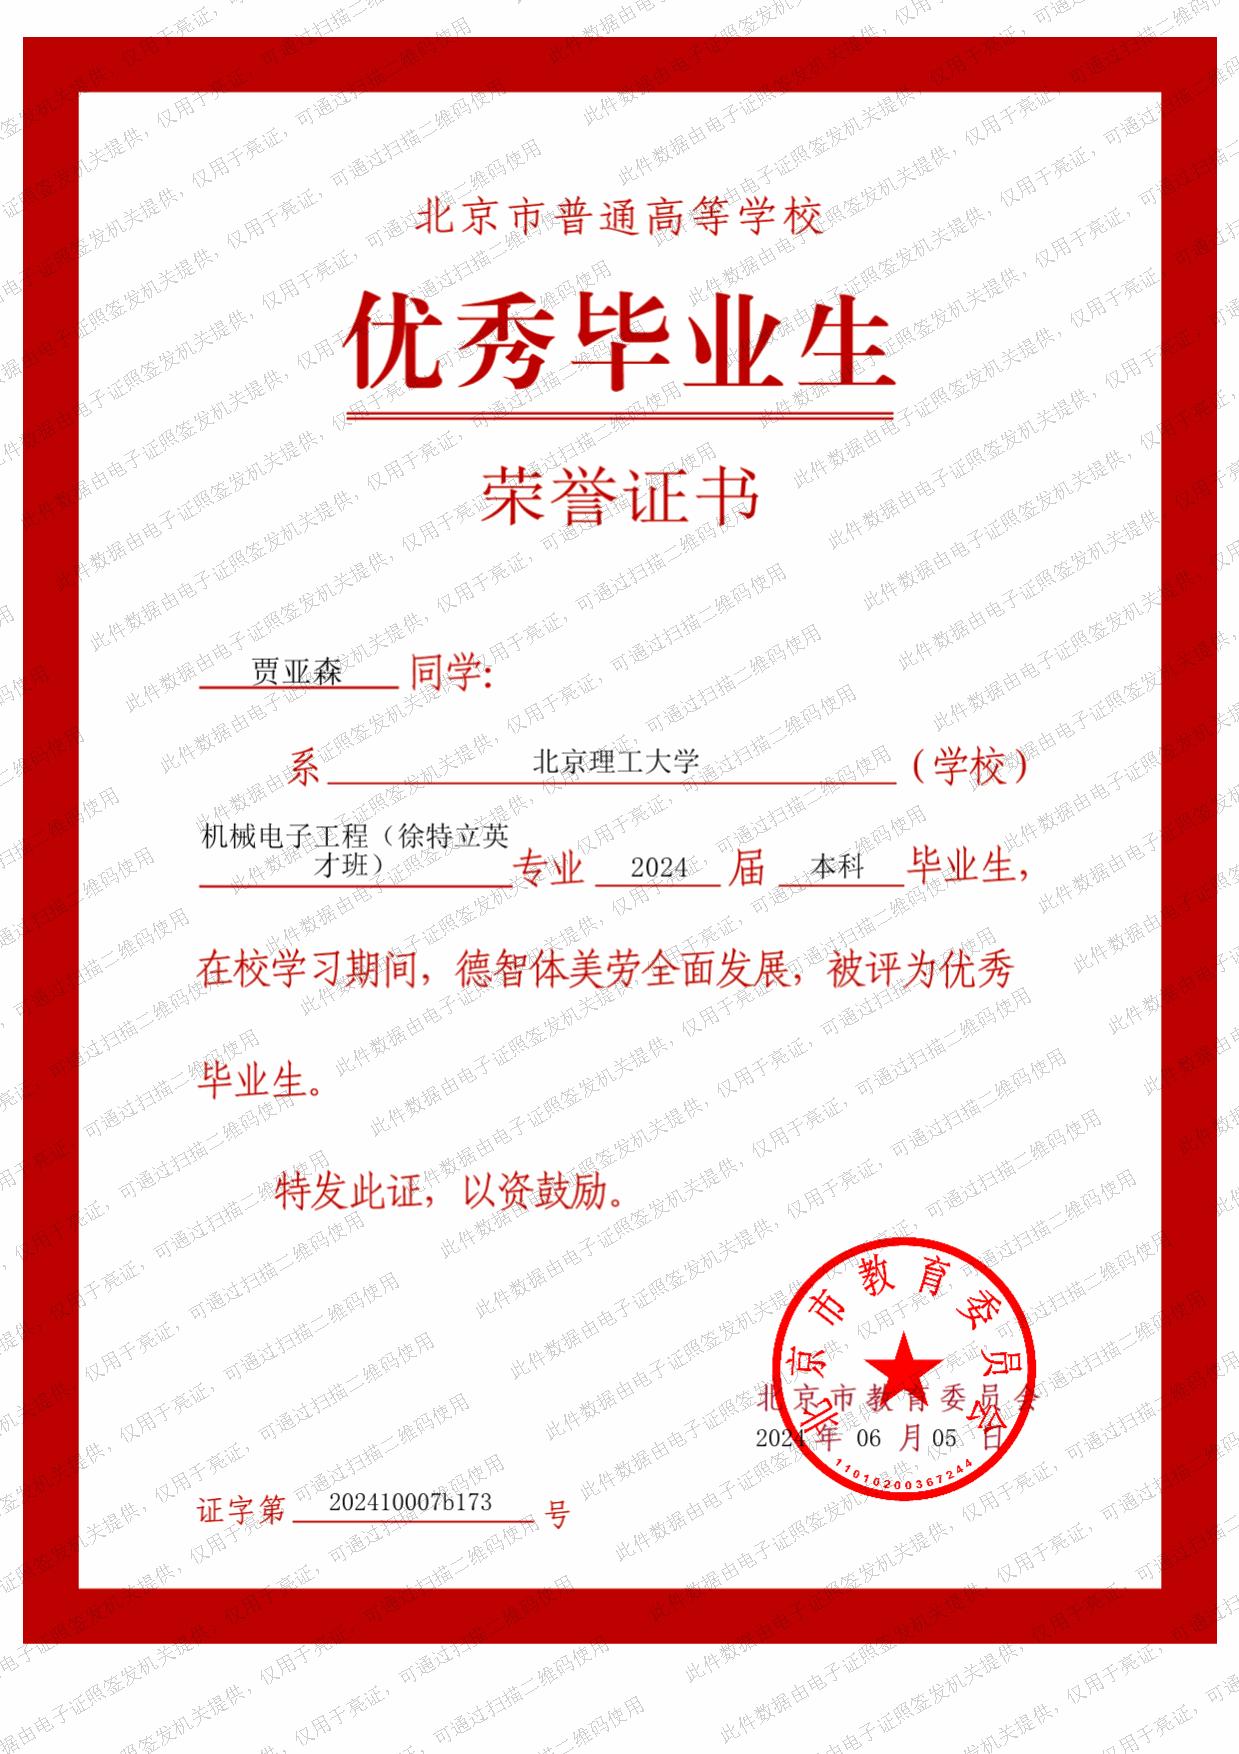 北京市普通高等学校
优秀毕业生
荣誉证书
贾亚森 同学:
系 北京理工大学 (学校)
机械电子工程（徐特立英
才班） 专业 2024 届 本科 毕业生,
在校学习期间, 德智体美劳全面发展, 被评为优秀
毕业生。
特发此证, 以资鼓励。
北京市教育委员会
北京市教育委员会
2024 年 06 月 05 日
11010200367244
证字第 202410007b173 号
此件数据由电子证照签发机关提供，仅用于亮证，可通过扫描二维码使用